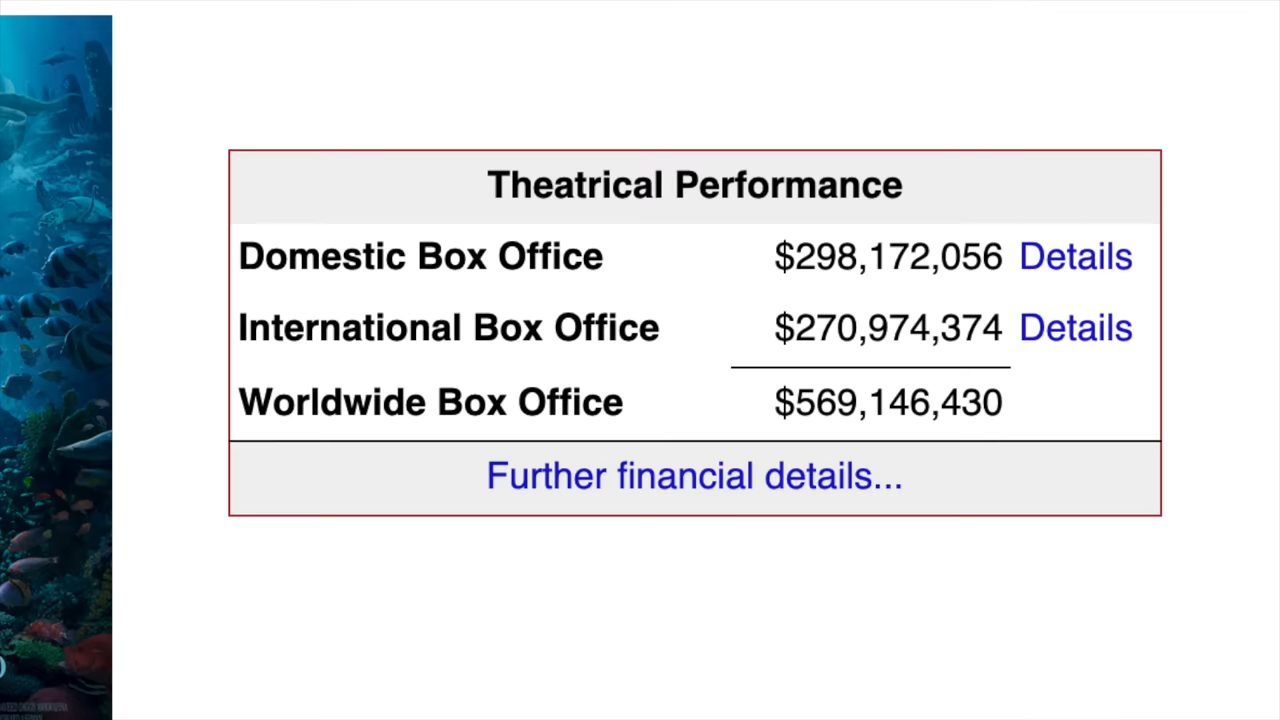 Theatrical Performance
Domestic Box Office $298,172,056 Details
International Box Office $270,974,374 Details
Worldwide Box Office $569,146,430
Further financial details...